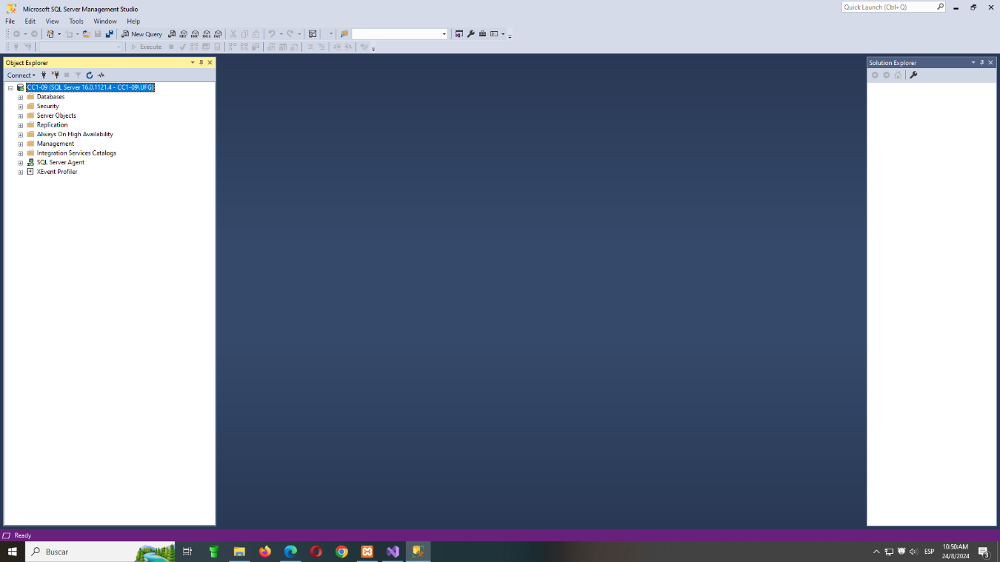 Microsoft SQL Server Management Studio
Quick Launch (Ctrl+Q)
File Edit View Tools Window Help
New Query
Execute
Object Explorer
Solution Explorer
Connect
CC1-09 (SQL Server 16.0.1121.4 - CC1-09\UFG)
Databases
Security
Server Objects
Replication
Always On High Availability
Management
Integration Services Catalogs
SQL Server Agent
XEvent Profiler
Ready
Buscar
ESP
10:50 AM
24/8/2024
3